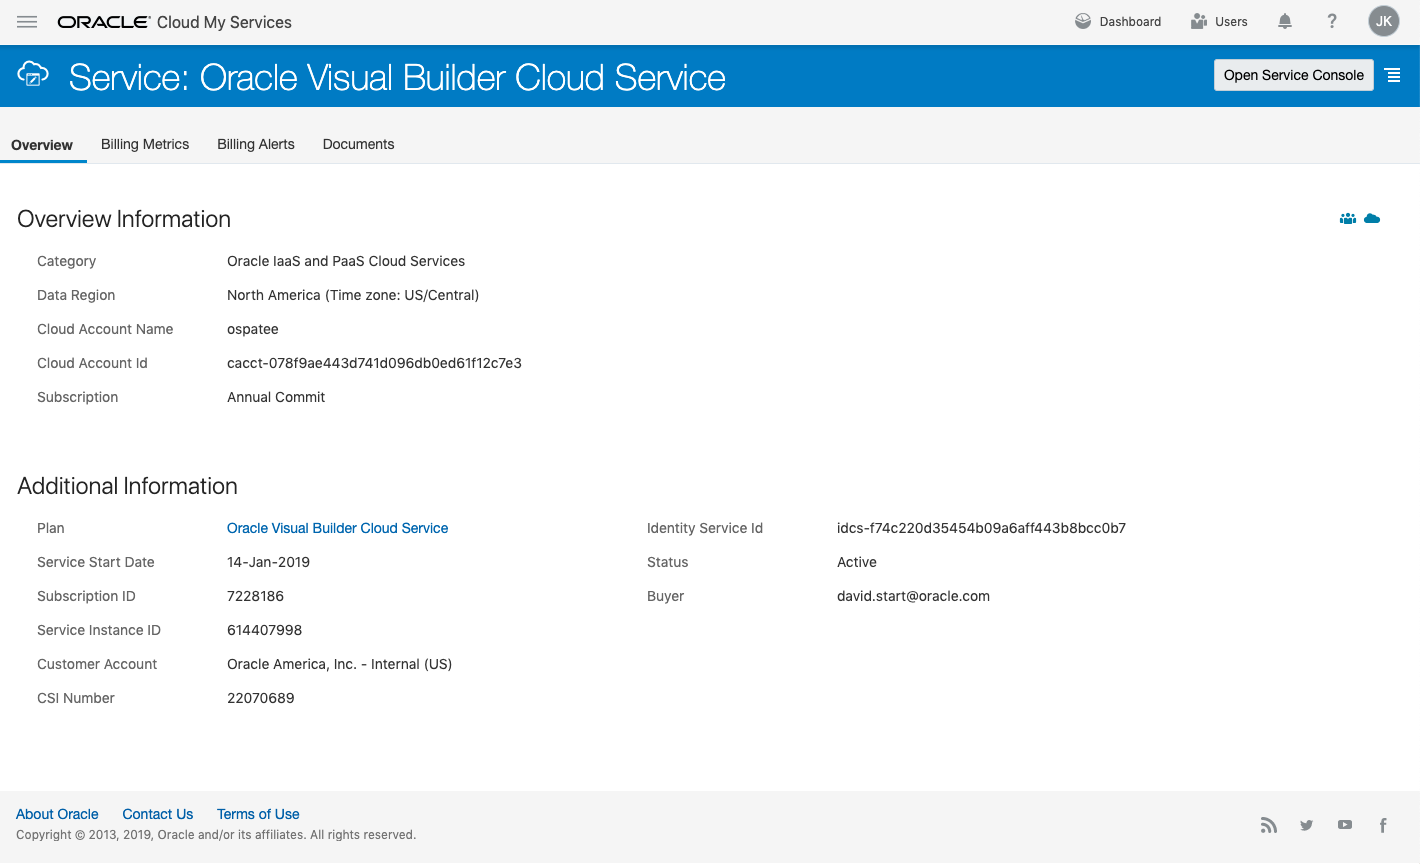 ORACLE® Cloud My Services
Dashboard
Users
?
JK
Service: Oracle Visual Builder Cloud Service
Open Service Console
Overview
Billing Metrics
Billing Alerts
Documents
Overview Information
Category Oracle IaaS and PaaS Cloud Services
Data Region North America (Time zone: US/Central)
Cloud Account Name ospatee
Cloud Account Id cacct-078f9ae443d741d096db0ed61f12c7e3
Subscription Annual Commit
Additional Information
Plan Oracle Visual Builder Cloud Service Identity Service Id idcs-f74c220d35454b09a6aff443b8bcc0b7
Service Start Date 14-Jan-2019 Status Active
Subscription ID 7228186 Buyer david.start@oracle.com
Service Instance ID 614407998
Customer Account Oracle America, Inc. - Internal (US)
CSI Number 22070689
About Oracle Contact Us Terms of Use
Copyright © 2013, 2019, Oracle and/or its affiliates. All rights reserved.